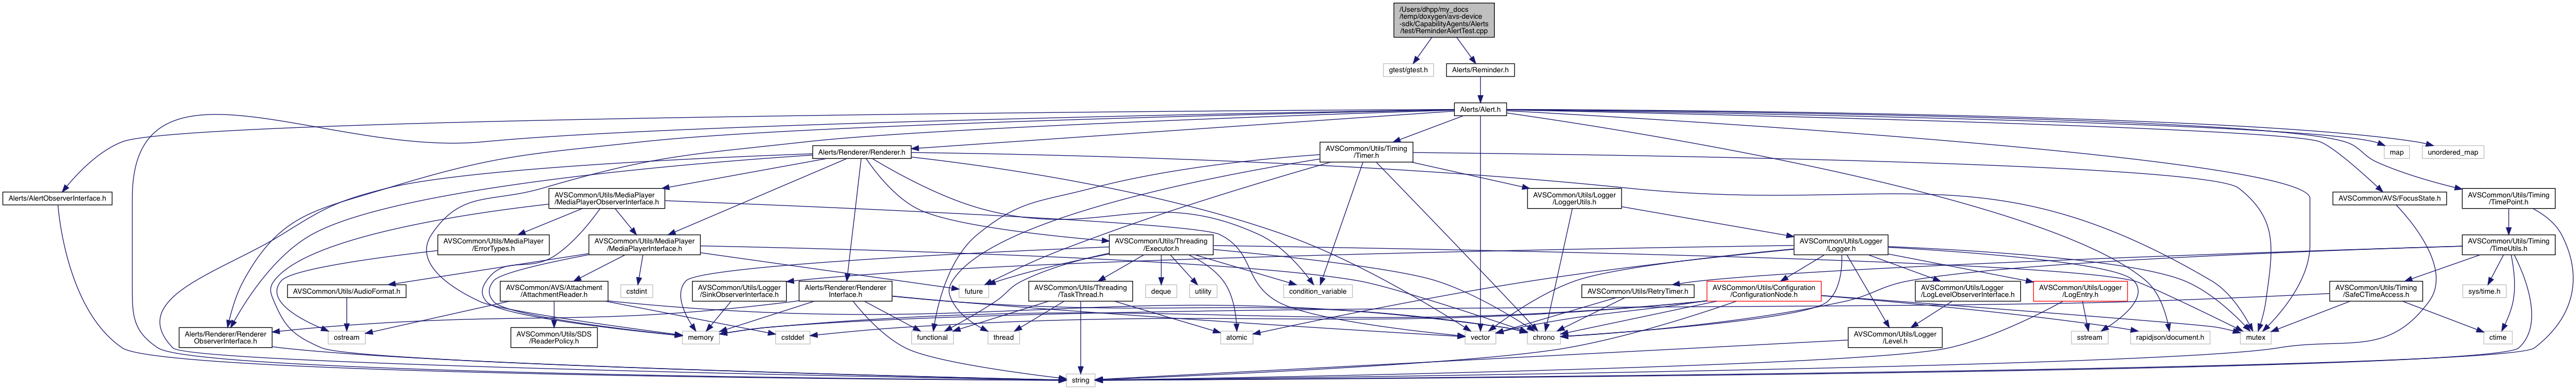 /Users/dhpp/my_docs
/temp/doxygen/avs-device
-sdk/CapabilityAgents/Alerts
/test/ReminderAlertTest.cpp
gtest/gtest.h
Alerts/Reminder.h
Alerts/Alert.h
Alerts/Renderer/Renderer.h
AVSCommon/Utils/Timing
/Timer.h
map
unordered_map
Alerts/AlertObserverInterface.h
AVSCommon/Utils/MediaPlayer
/MediaPlayerObserverInterface.h
AVSCommon/Utils/Logger
/LoggerUtils.h
AVSCommon/AVS/FocusState.h
AVSCommon/Utils/Timing
/TimePoint.h
AVSCommon/Utils/MediaPlayer
/ErrorTypes.h
AVSCommon/Utils/MediaPlayer
/MediaPlayerInterface.h
AVSCommon/Utils/Threading
/Executor.h
AVSCommon/Utils/Logger
/Logger.h
AVSCommon/Utils/Timing
/TimeUtils.h
AVSCommon/Utils/AudioFormat.h
AVSCommon/AVS/Attachment
/AttachmentReader.h
cstdint
AVSCommon/Utils/Logger
/SinkObserverInterface.h
Alerts/Renderer/Renderer
Interface.h
future
AVSCommon/Utils/Threading
/TaskThread.h
deque
utility
condition_variable
AVSCommon/Utils/RetryTimer.h
AVSCommon/Utils/Configuration
/ConfigurationNode.h
AVSCommon/Utils/Logger
/LogLevelObserverInterface.h
AVSCommon/Utils/Logger
/LogEntry.h
AVSCommon/Utils/Timing
/SafeCTimeAccess.h
sys/time.h
Alerts/Renderer/Renderer
ObserverInterface.h
ostream
AVSCommon/Utils/SDS
/ReaderPolicy.h
memory
cstddef
functional
thread
atomic
vector
chrono
AVSCommon/Utils/Logger
/Level.h
sstream
rapidjson/document.h
mutex
ctime
string